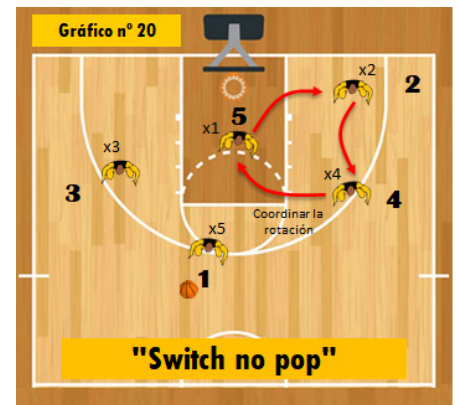 Gráfico nº 20
x2
2
5
x1
x3
x4
3
4
Coordinar la
rotación
x5
1
"Switch no pop"